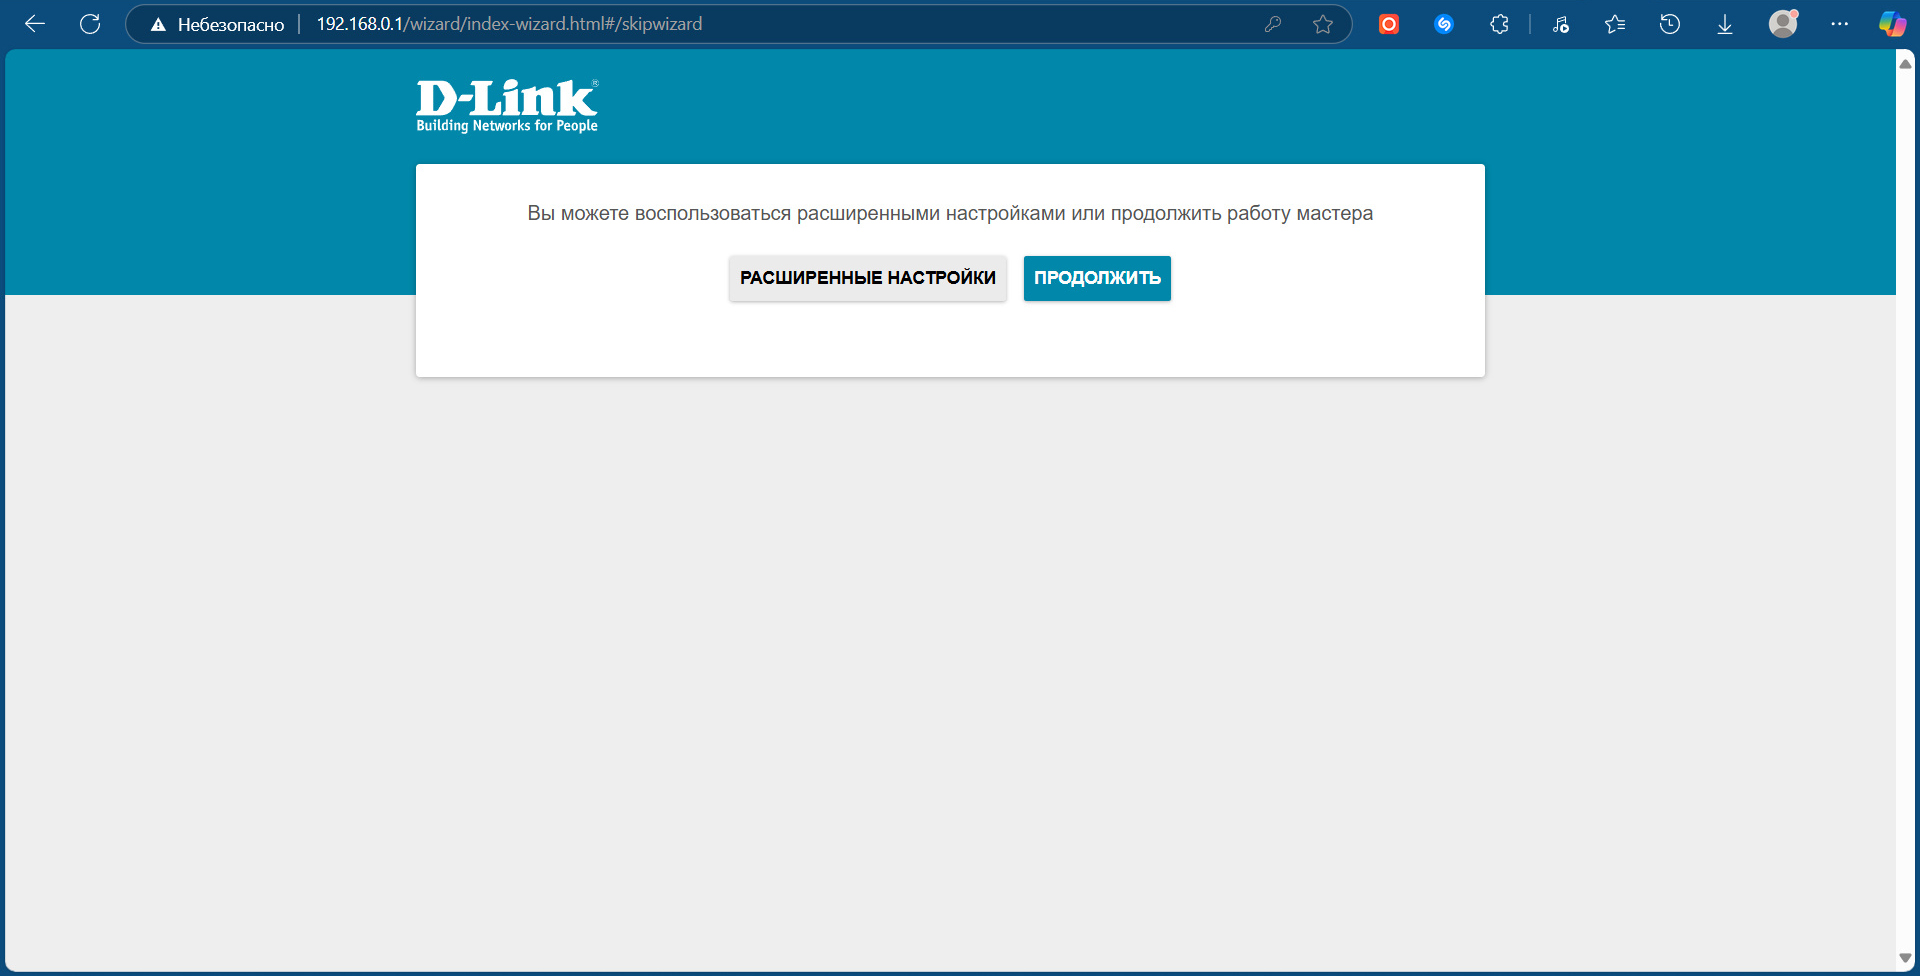 Небезопасно
192.168.0.1/wizard/index-wizard.html#/skipwizard
D-Link®
Building Networks for People
Вы можете воспользоваться расширенными настройками или продолжить работу мастера
РАСШИРЕННЫЕ НАСТРОЙКИ
ПРОДОЛЖИТЬ